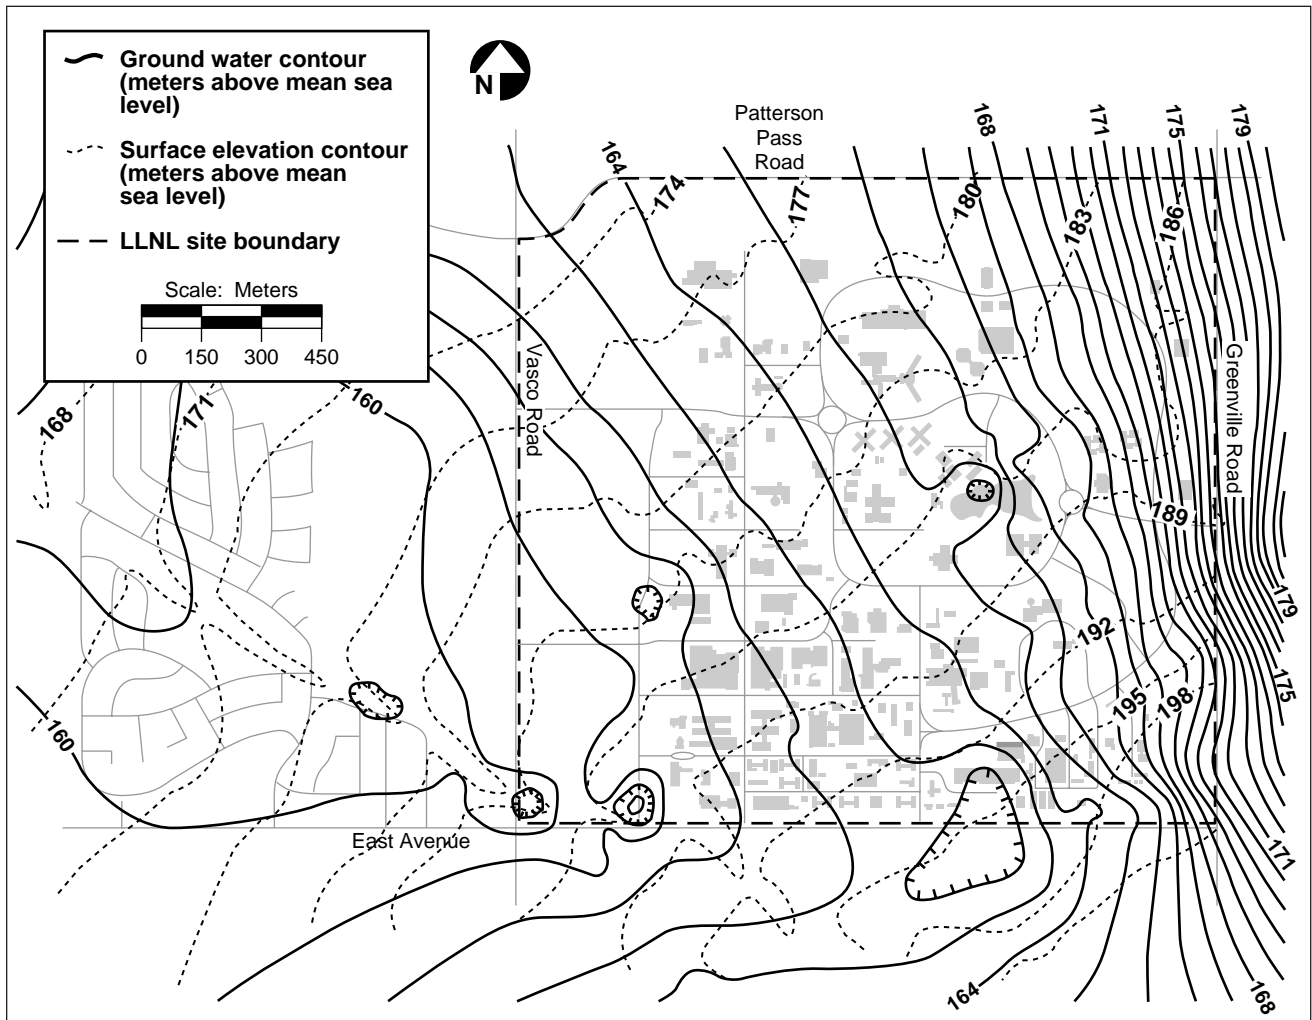 Ground water contour
(meters above mean sea
level)
Surface elevation contour
(meters above mean
sea level)
LLNL site boundary
Scale: Meters
0 150 300 450
N
Patterson
Pass
Road
164
174
177
180
168
183
171
186
175
179
168
171
160
Vasco Road
Greenville Road
189
179
192
175
195
198
160
East Avenue
171
164
168